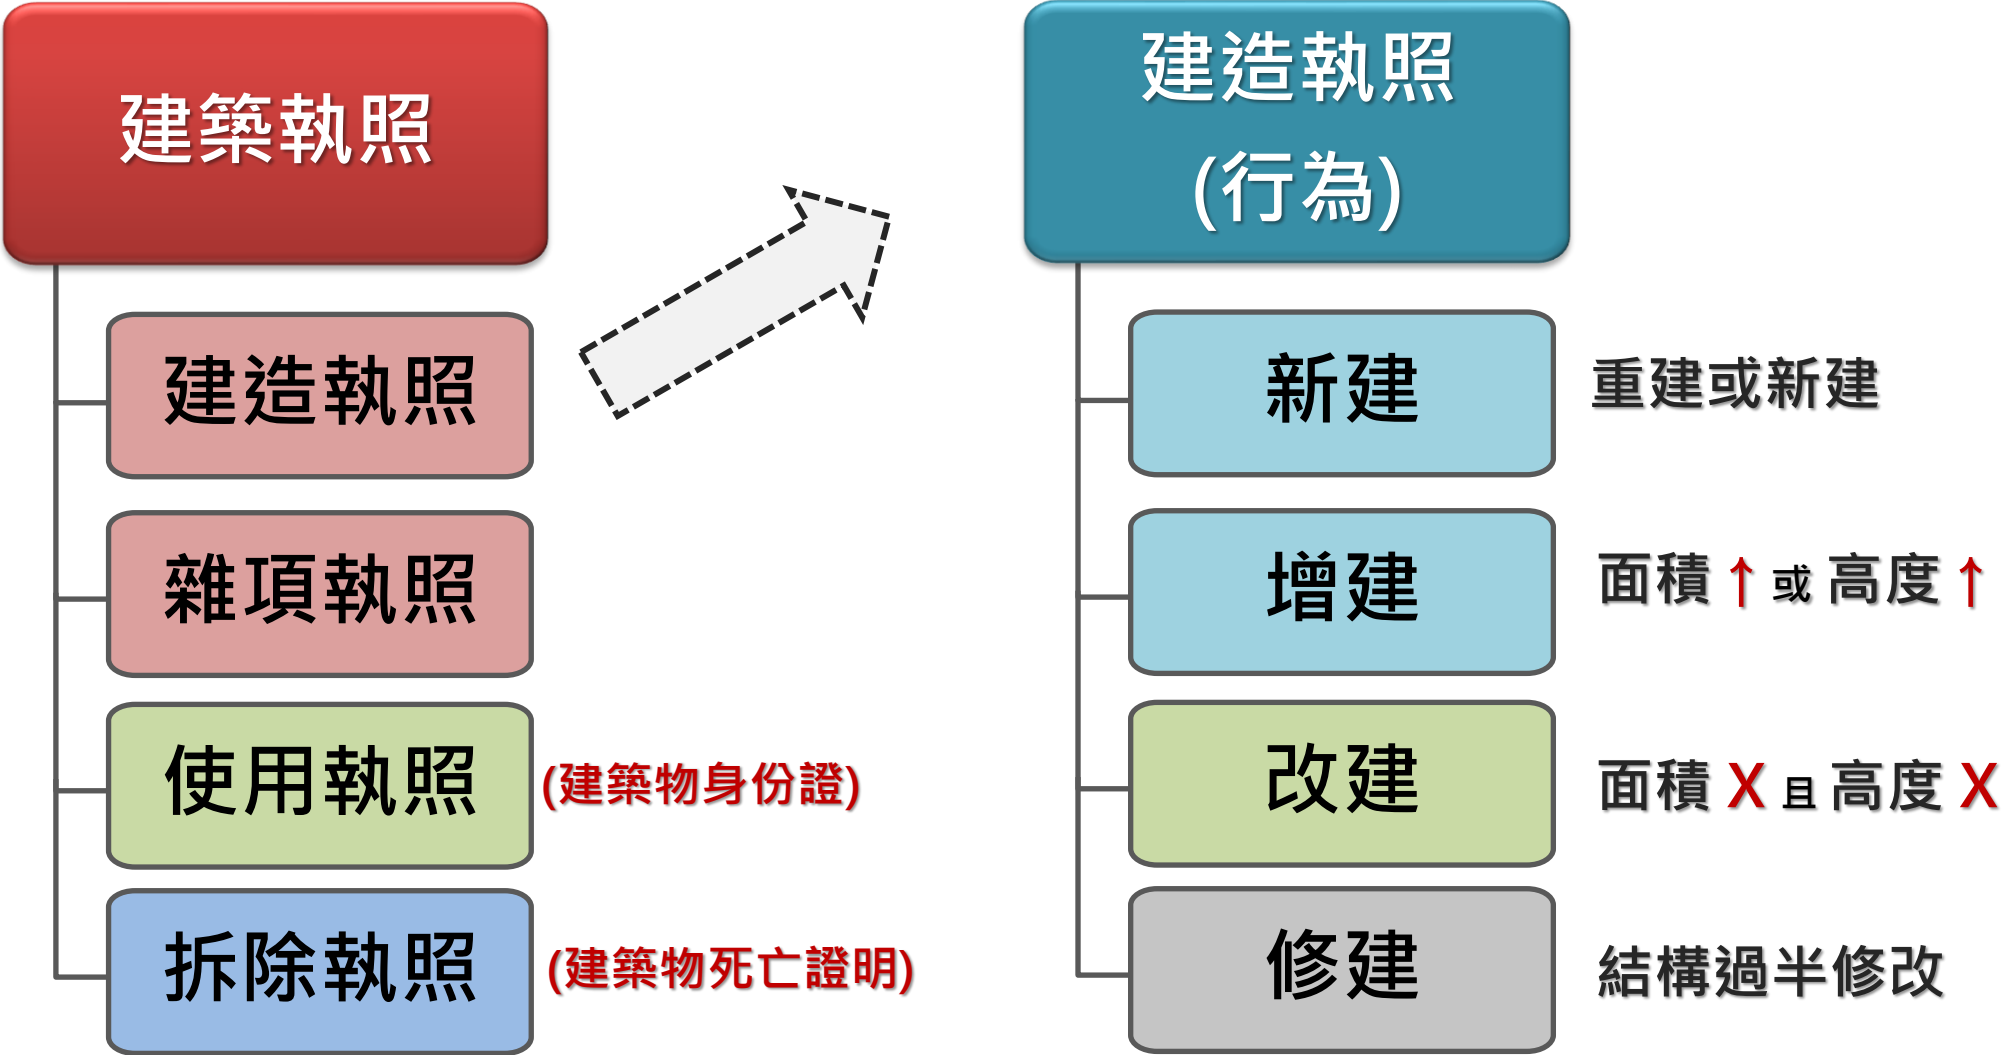 建築執照
建造執照
雜項執照
使用執照
(建築物身份證)
拆除執照
(建築物死亡證明)
建造執照
(行為)
新建
重建或新建
增建
面積 ↑ 或 高度 ↑
改建
面積 X 且 高度 X
修建
結構過半修改